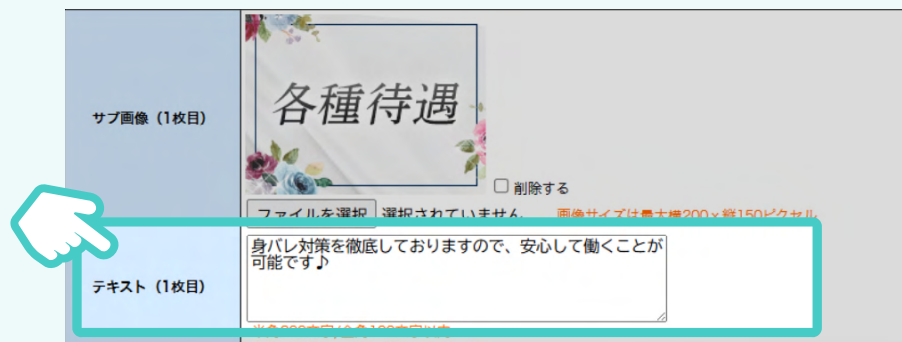 各種待遇
サブ画像（1枚目）
削除する
ファイルを選択 選択されていません 画像サイズは最大横200×縦150ピクセル
身バレ対策を徹底しておりますので、安心して働くことが
可能です♪
テキスト（1枚目）